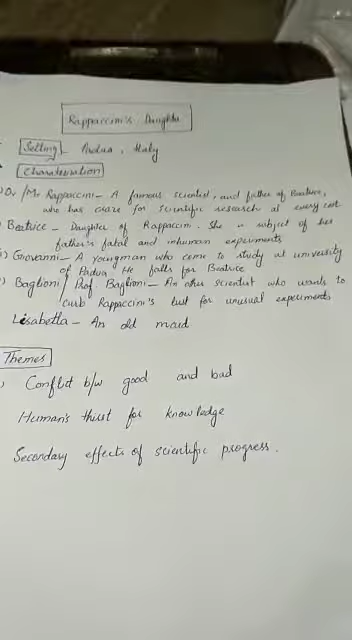 Rappaccini's Daughter
Setting - Padua, Italy
Characterization
Dr/Mr Rappaccini - A famous scientist, and father of Beatrice,
who has craze for scientific research at every cost
Beatrice - Daughter of Rappaccini. She is subject of her
father's fatal and inhuman experiments
Giovanni - A youngman who come to study at university
of Padua. He falls for Beatrice
Baglioni / Prof. Baglioni - An other scientist who wants to
curb Rappaccini's lust for unusual experiments
Lisabetta - An old maid
Themes
Conflict b/w good and bad
Human's thirst for knowledge
Secondary effects of scientific progress.